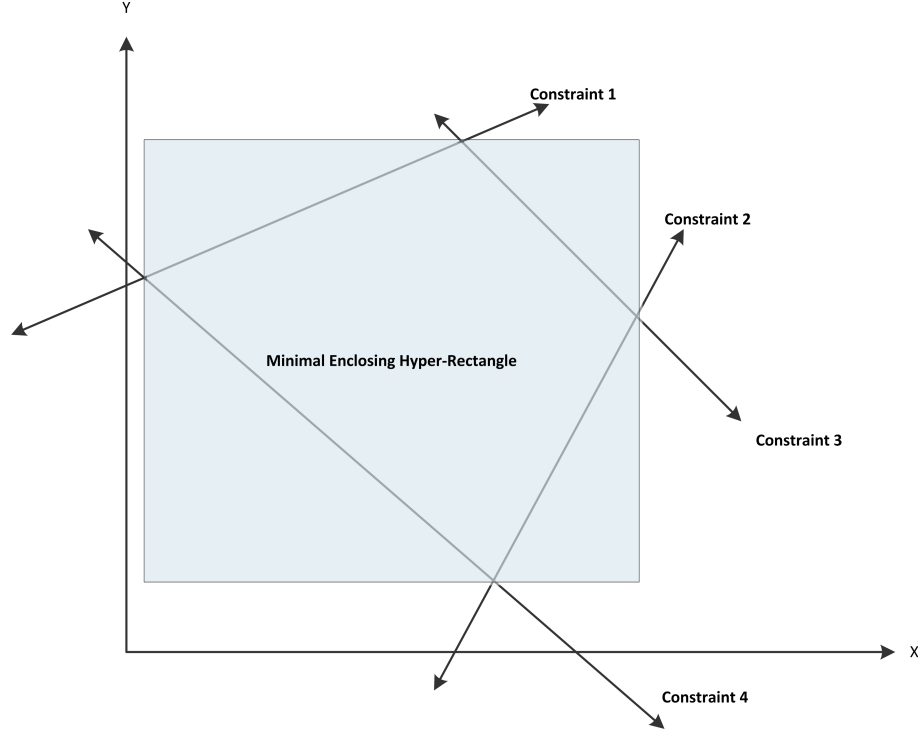 Y
Constraint 1
Constraint 2
Minimal Enclosing Hyper-Rectangle
Constraint 3
X
Constraint 4